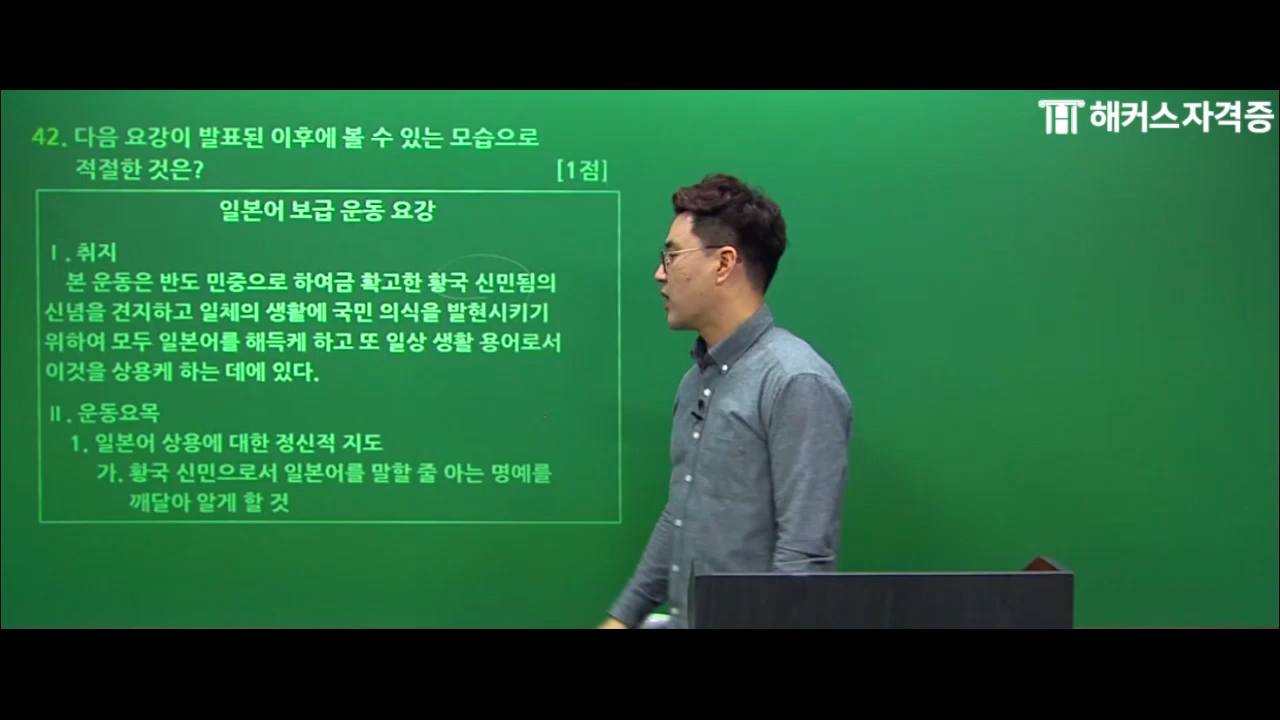 해커스자격증
42. 다음 요강이 발표된 이후에 볼 수 있는 모습으로
적절한 것은? [1점]
일본어 보급 운동 요강
Ⅰ. 취지
본 운동은 반도 민중으로 하여금 확고한 황국 신민됨의
신념을 견지하고 일체의 생활에 국민 의식을 발현시키기
위하여 모두 일본어를 해득케 하고 또 일상 생활 용어로서
이것을 상용케 하는 데에 있다.
Ⅱ. 운동요목
1. 일본어 상용에 대한 정신적 지도
가. 황국 신민으로서 일본어를 말할 줄 아는 명예를
깨달아 알게 할 것